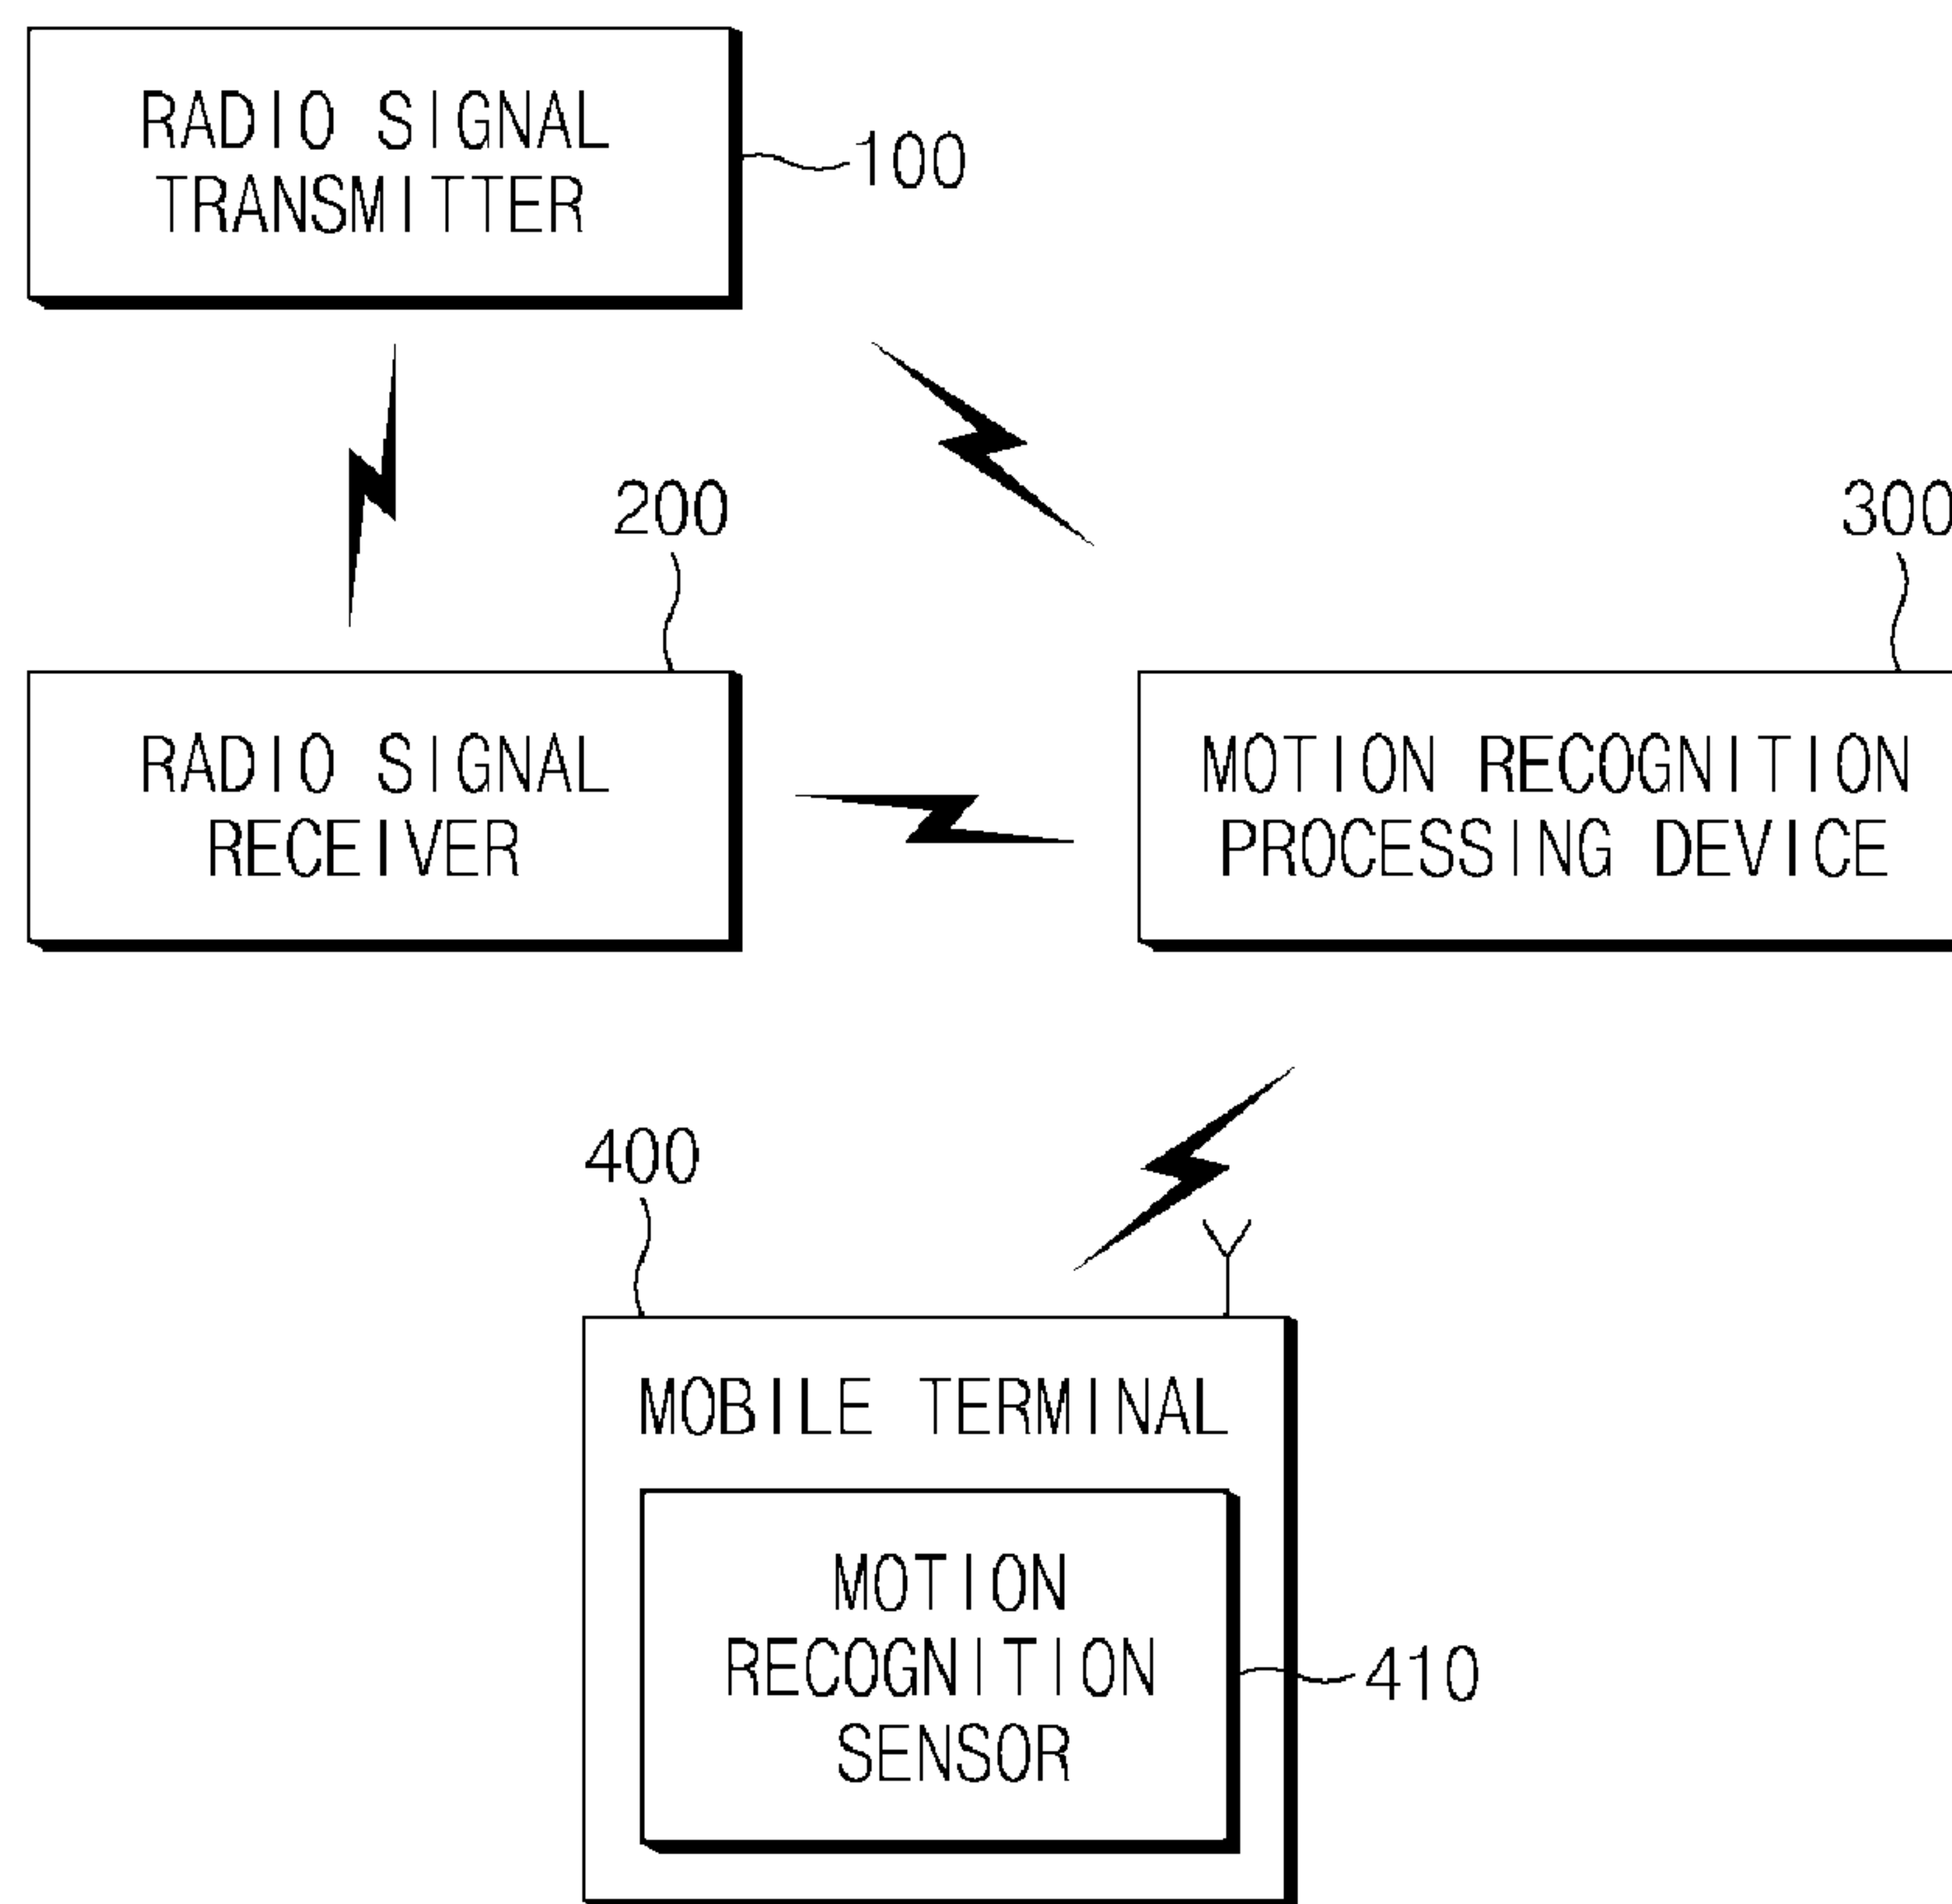 RADIO SIGNAL
TRANSMITTER
100
200
300
RADIO SIGNAL
RECEIVER
MOTION RECOGNITION
PROCESSING DEVICE
400
MOBILE TERMINAL
MOTION
RECOGNITION
SENSOR
410